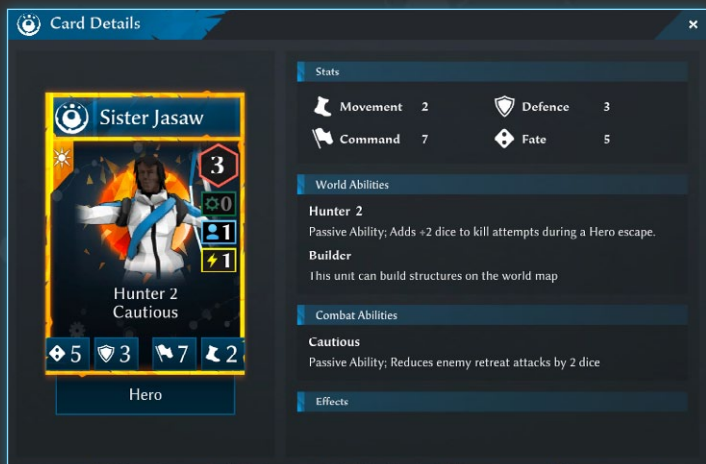 Card Details
×
Sister Jasaw
3
0
1
1
Hunter 2
Cautious
5 3 7 2
Hero
Stats
Movement 2 Defence 3
Command 7 Fate 5
World Abilities
Hunter 2
Passive Ability; Adds +2 dice to kill attempts during a Hero escape.
Builder
This unit can build structures on the world map
Combat Abilities
Cautious
Passive Ability; Reduces enemy retreat attacks by 2 dice
Effects